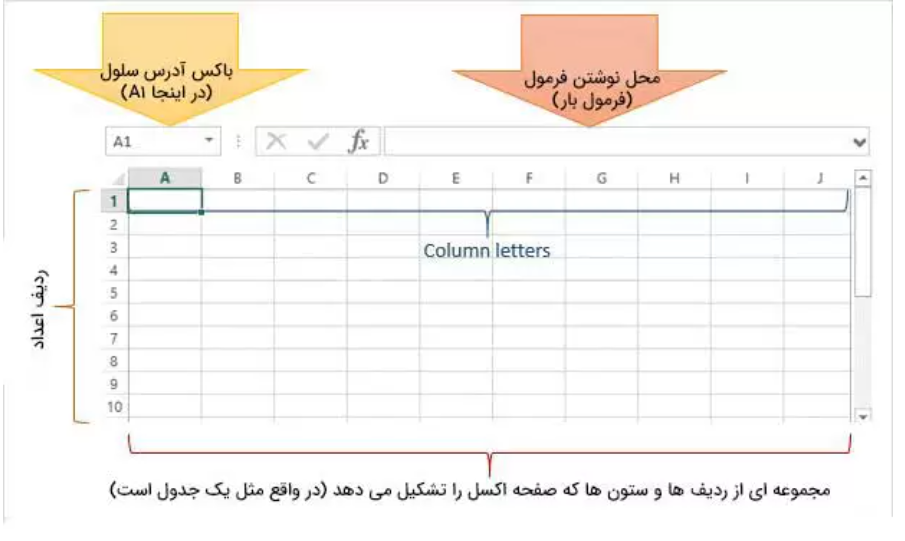 باکس آدرس سلول
(در اینجا A1)
محل نوشتن فرمول
(فرمول بار)
A1
fx
A B C D E F G H I J
1
2
3
Column letters
4
5
6
7
8
9
10
ردیف اعداد
مجموعه ای از ردیف ها و ستون ها که صفحه اکسل را تشکیل می دهد (در واقع مثل یک جدول است)